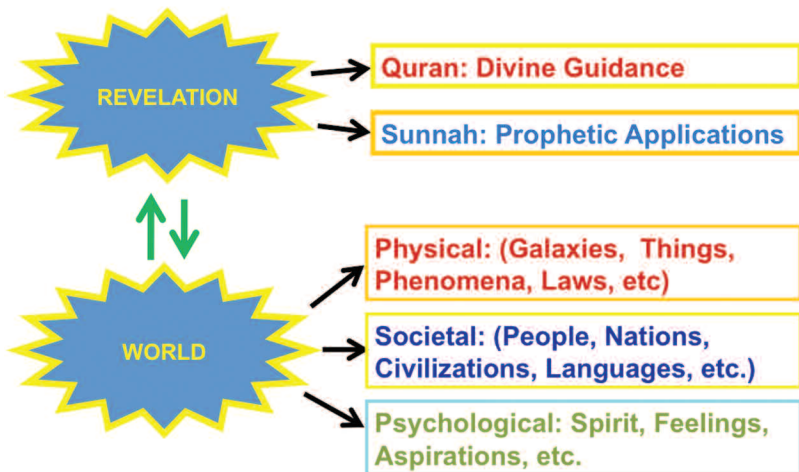 REVELATION
Quran: Divine Guidance
Sunnah: Prophetic Applications
WORLD
Physical: (Galaxies, Things,
Phenomena, Laws, etc)
Societal: (People, Nations,
Civilizations, Languages, etc.)
Psychological: Spirit, Feelings,
Aspirations, etc.